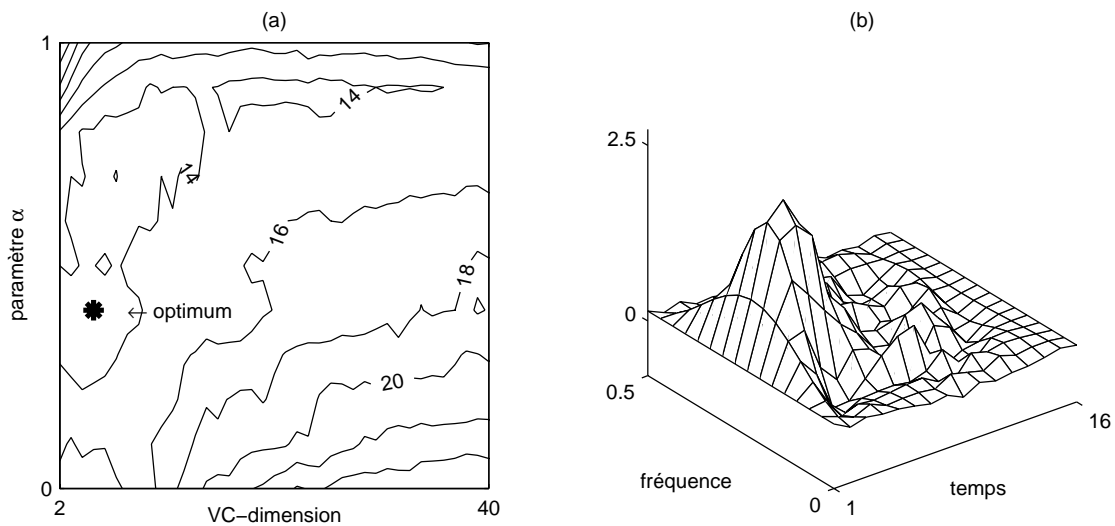 (a)
1
14
14
paramètre α
16
18
optimum
20
0
2
VC−dimension
40
(b)
2.5
0
0.5
fréquence
0
1
temps
16